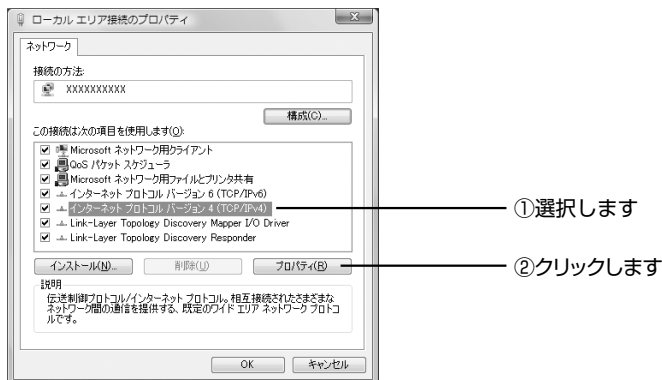 ローカル エリア接続のプロパティ
ネットワーク
接続の方法:
XXXXXXXXXX
構成(C)...
この接続は次の項目を使用します(O):
Microsoft ネットワーク用クライアント
QoS パケット スケジューラ
Microsoft ネットワーク用ファイルとプリンタ共有
インターネット プロトコル バージョン 6 (TCP/IPv6)
インターネット プロトコル バージョン 4 (TCP/IPv4)
①選択します
Link-Layer Topology Discovery Mapper I/O Driver
Link-Layer Topology Discovery Responder
インストール(N)... 削除(U) プロパティ(R)
②クリックします
説明
伝送制御プロトコル/インターネット プロトコル。相互接続されたさまざまな
ネットワーク間の通信を提供する、既定のワイド エリア ネットワーク プロトコ
ルです。
OK キャンセル